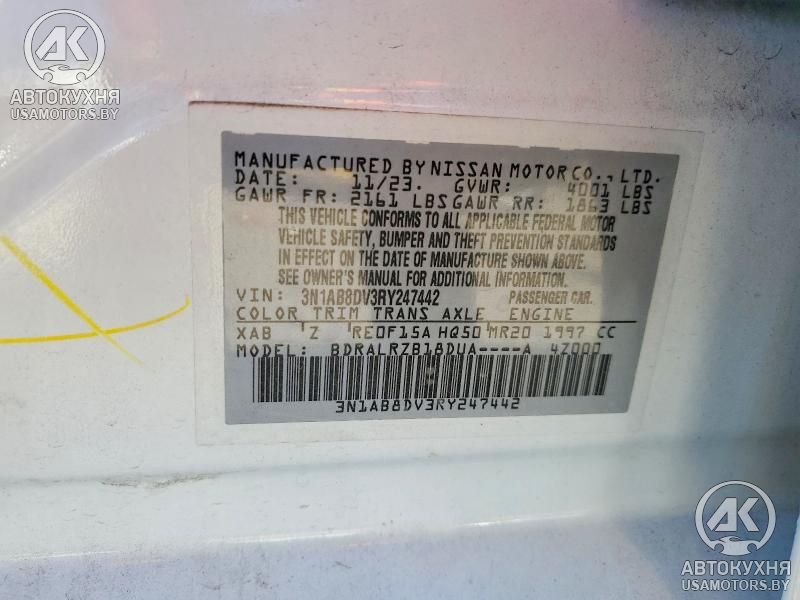 AK
АВТОКУХНЯ
USAMOTORS.BY
MANUFACTURED BY NISSAN MOTOR CO., LTD.
DATE: 11/23. GVWR: 4001 LBS
GAWR FR: 2161 LBS GAWR RR: 1863 LBS
THIS VEHICLE CONFORMS TO ALL APPLICABLE FEDERAL MOTOR
VEHICLE SAFETY, BUMPER AND THEFT PREVENTION STANDARDS
IN EFFECT ON THE DATE OF MANUFACTURE SHOWN ABOVE.
SEE OWNER'S MANUAL FOR ADDITIONAL INFORMATION.
VIN: 3N1AB8DV3RY247442 PASSENGER CAR.
COLOR TRIM TRANS AXLE ENGINE
XAB Z RE0F15A HQ50 MR20 1997 CC
MODEL: BDRALRZB18DUA----A 4Z000
3N1AB8DV3RY247442
AK
АВТОКУХНЯ
USAMOTORS.BY